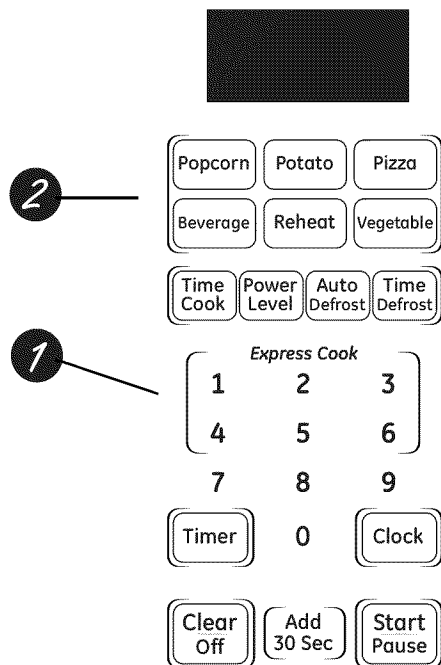 Popcorn Potato Pizza
2
Beverage Reheat Vegetable
Time Cook Power Level Auto Defrost Time Defrost
1
Express Cook
1 2 3
4 5 6
7 8 9
Timer 0 Clock
Clear Off Add 30 Sec Start Pause